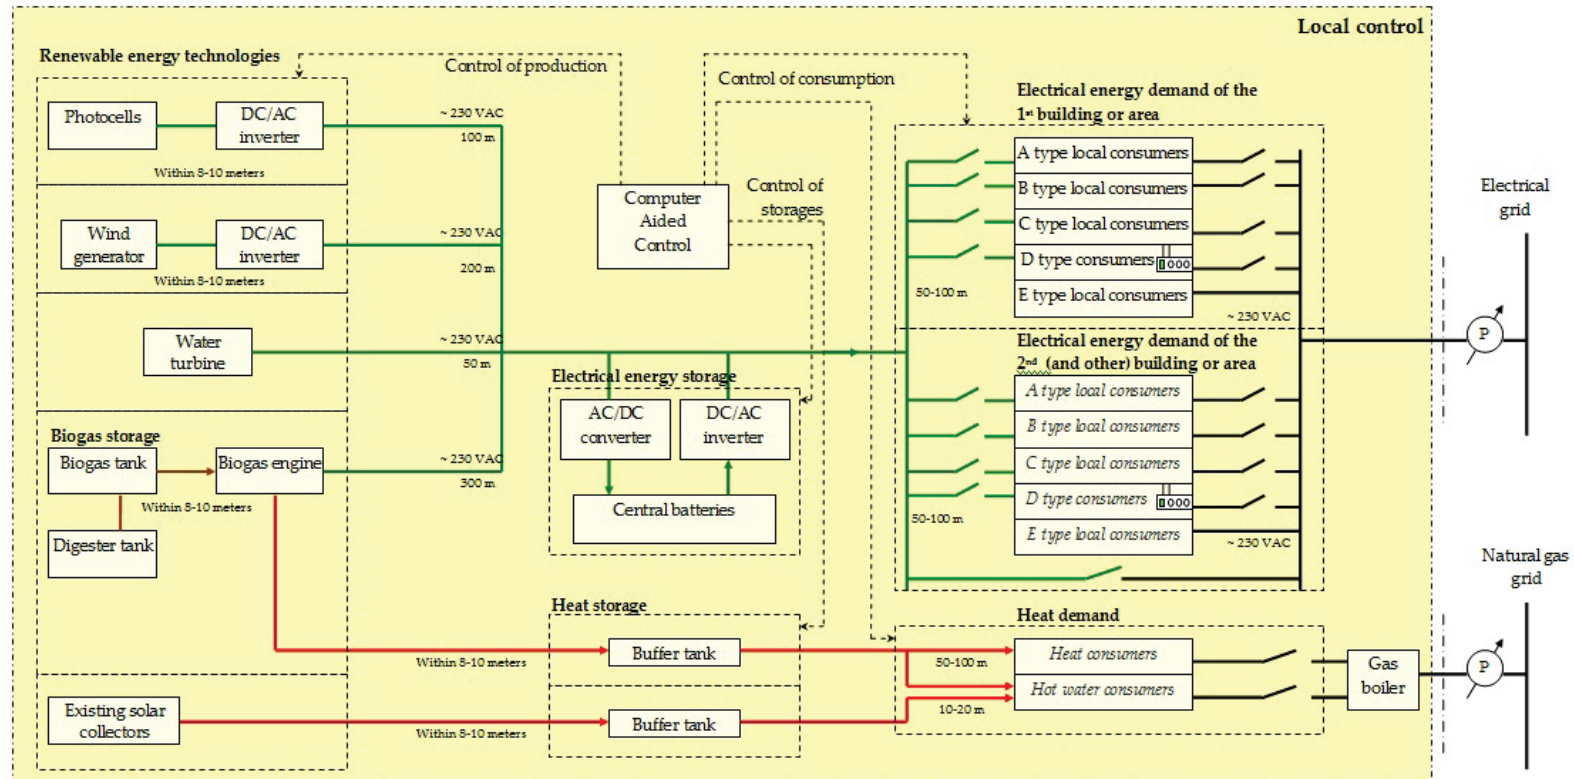 Local control
Renewable energy technologies
Control of production
Control of consumption
Photocells
DC/AC
inverter
~ 230 VAC
100 m
Within 8-10 meters
Wind
generator
DC/AC
inverter
~ 230 VAC
200 m
Within 8-10 meters
Water
turbine
~ 230 VAC
50 m
Biogas storage
Biogas tank
Biogas engine
~ 230 VAC
300 m
Within 8-10 meters
Digester tank
Existing solar
collectors
Within 8-10 meters
Within 8-10 meters
Computer
Aided
Control
Control of
storages
Electrical energy storage
AC/DC
converter
DC/AC
inverter
Central batteries
Heat storage
Buffer tank
Buffer tank
Electrical energy demand of the
1st building or area
A type local consumers
B type local consumers
C type local consumers
D type consumers
E type local consumers
50-100 m
~ 230 VAC
Electrical energy demand of the
2nd (and other) building or area
A type local consumers
B type local consumers
C type local consumers
D type consumers
E type local consumers
50-100 m
~ 230 VAC
Heat demand
Heat consumers
Hot water consumers
50-100 m
10-20 m
Gas
boiler
Electrical
grid
P
Natural gas
grid
P